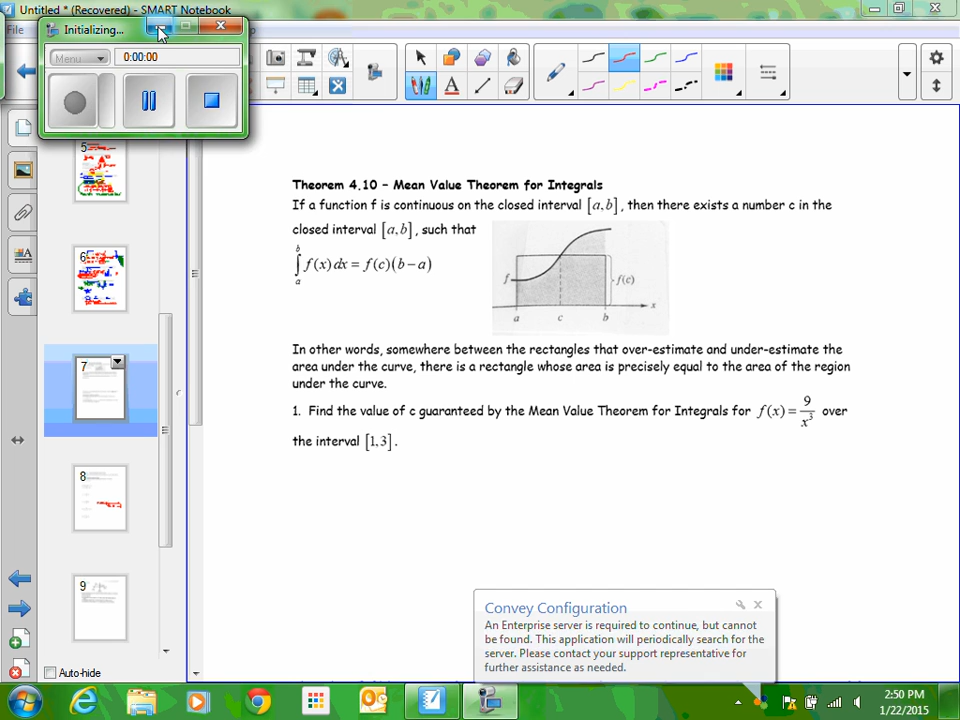 Untitled * (Recovered) - SMART Notebook
File
Initializing...
Menu
0:00:00
5
6
7
8
9
Auto-hide
Theorem 4.10 – Mean Value Theorem for Integrals
If a function f is continuous on the closed interval [a,b], then there exists a number c in the
closed interval [a,b], such that
∫ₐᵇ f(x)dx = f(c)(b−a)
f
f(c)
x
a c b
In other words, somewhere between the rectangles that over-estimate and under-estimate the
area under the curve, there is a rectangle whose area is precisely equal to the area of the region
under the curve.
1. Find the value of c guaranteed by the Mean Value Theorem for Integrals for f(x) = 9/x³ over
the interval [1,3].
Convey Configuration
An Enterprise server is required to continue, but cannot
be found. This application will periodically search for the
server. Please contact your support representative for
further assistance as needed.
2:50 PM
1/22/2015